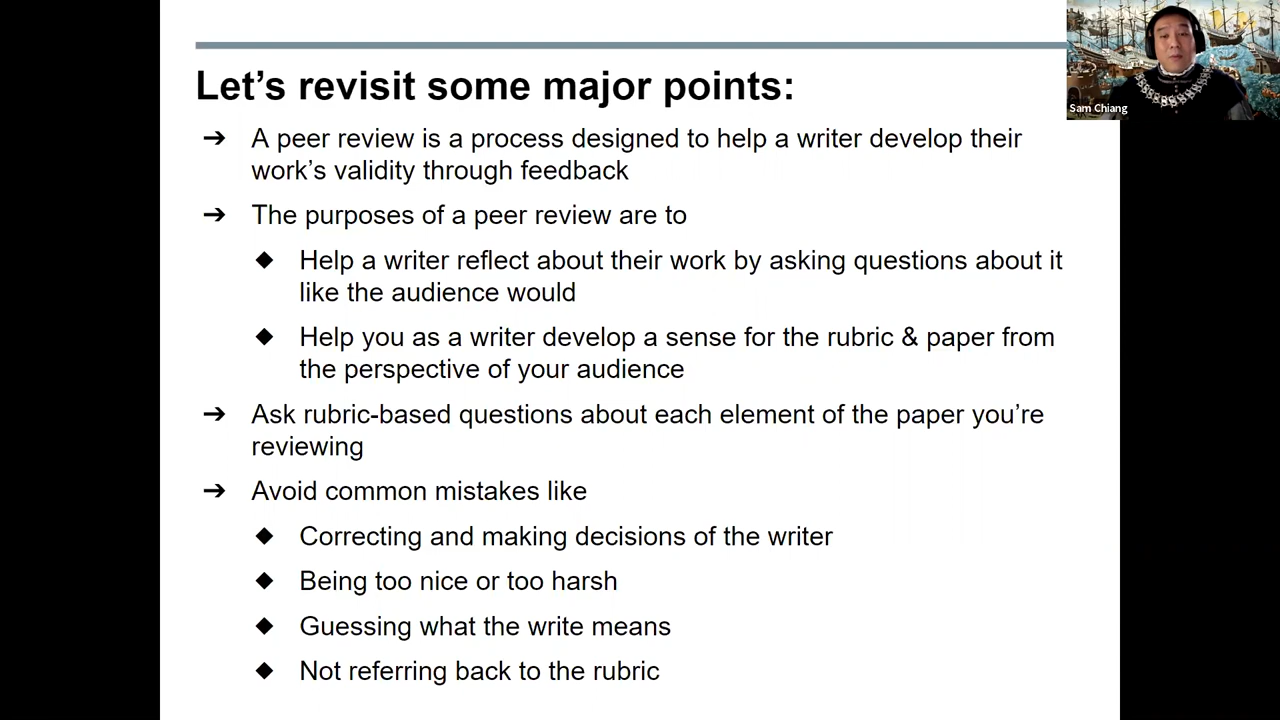 Let’s revisit some major points:
➔ A peer review is a process designed to help a writer develop their
work’s validity through feedback
➔ The purposes of a peer review are to
◆ Help a writer reflect about their work by asking questions about it
like the audience would
◆ Help you as a writer develop a sense for the rubric & paper from
the perspective of your audience
➔ Ask rubric-based questions about each element of the paper you’re
reviewing
➔ Avoid common mistakes like
◆ Correcting and making decisions of the writer
◆ Being too nice or too harsh
◆ Guessing what the write means
◆ Not referring back to the rubric
Sam Chiang